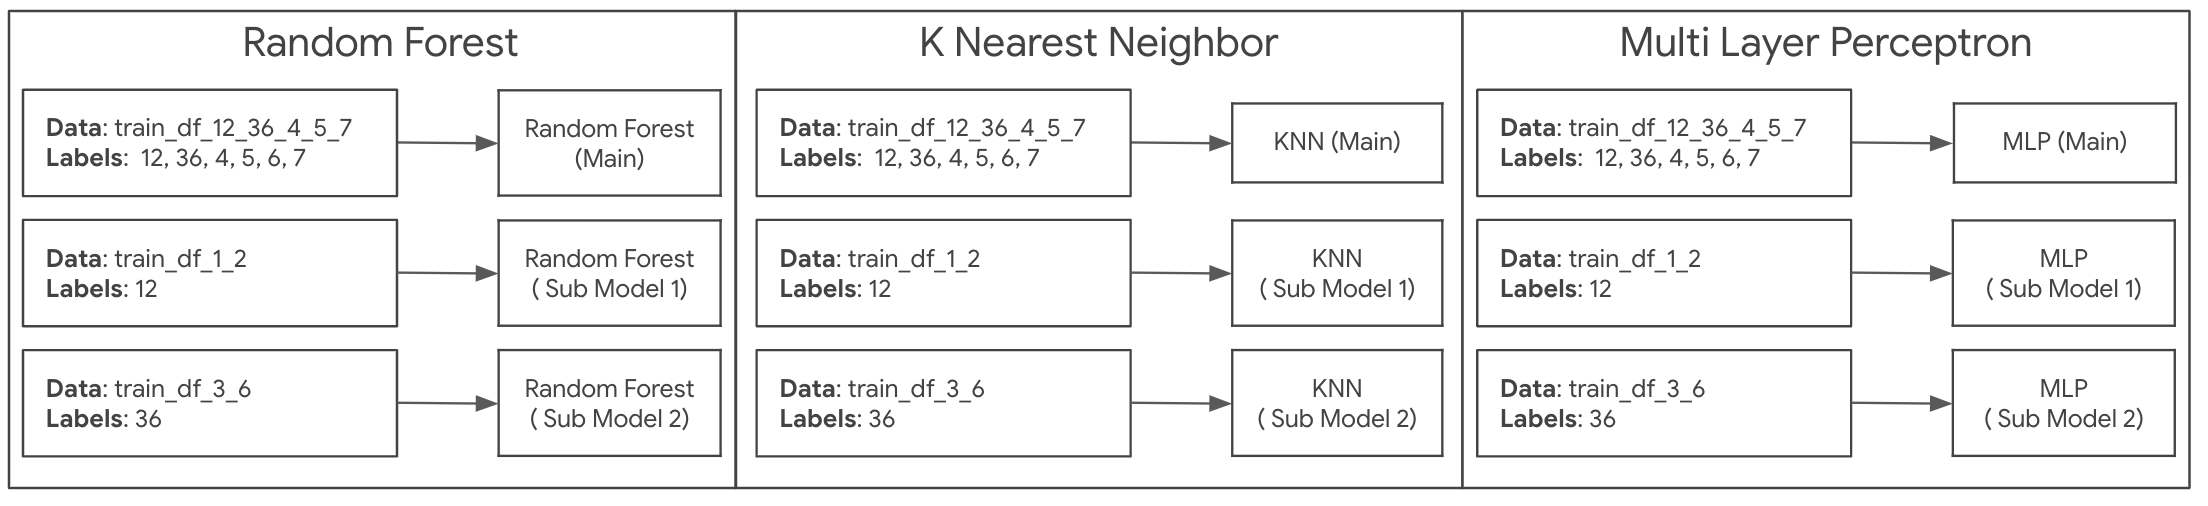 Random Forest
Data: train_df_12_36_4_5_7
Labels: 12, 36, 4, 5, 6, 7
Random Forest
(Main)
Data: train_df_1_2
Labels: 12
Random Forest
( Sub Model 1)
Data: train_df_3_6
Labels: 36
Random Forest
( Sub Model 2)
K Nearest Neighbor
Data: train_df_12_36_4_5_7
Labels: 12, 36, 4, 5, 6, 7
KNN (Main)
Data: train_df_1_2
Labels: 12
KNN
( Sub Model 1)
Data: train_df_3_6
Labels: 36
KNN
( Sub Model 2)
Multi Layer Perceptron
Data: train_df_12_36_4_5_7
Labels: 12, 36, 4, 5, 6, 7
MLP (Main)
Data: train_df_1_2
Labels: 12
MLP
( Sub Model 1)
Data: train_df_3_6
Labels: 36
MLP
( Sub Model 2)